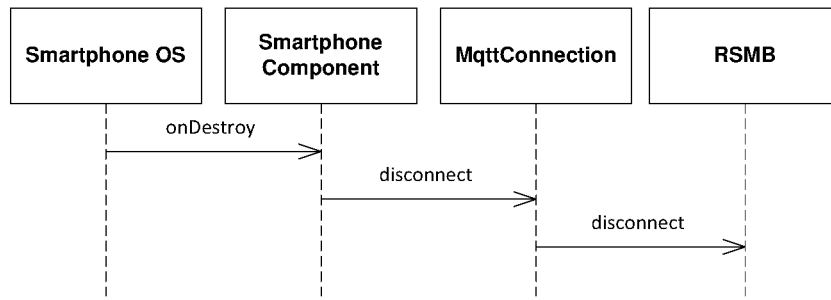 Smartphone OS
Smartphone
Component
MqttConnection
RSMB
onDestroy
disconnect
disconnect